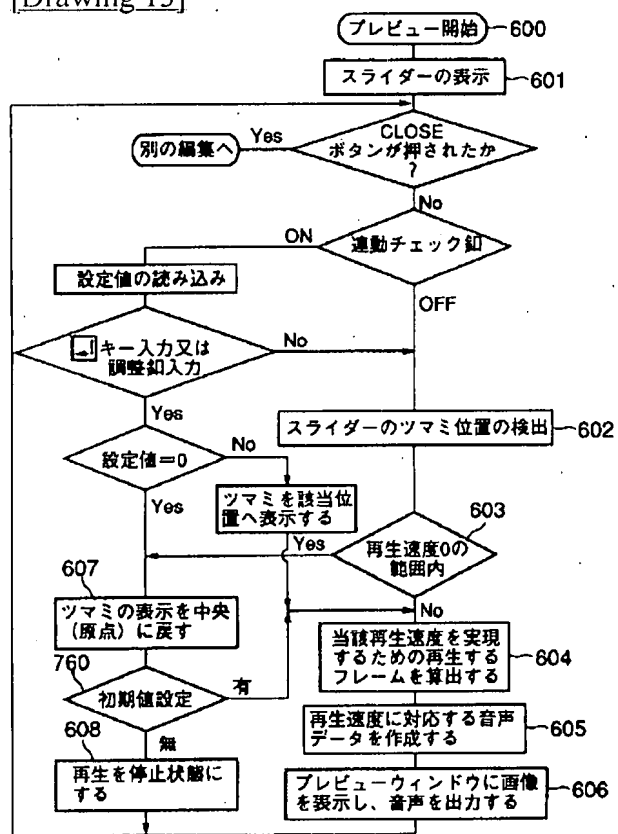 [Drawing 15]
プレビュー開始 600
スライダーの表示 601
CLOSE
ボタンが押されたか
?
Yes
別の編集へ
No
連動チェック釦
ON
OFF
設定値の読み込み
キー入力又は
調整釦入力
No
Yes
スライダーのツマミ位置の検出 602
設定値=0
No
Yes
ツマミを該当位
置へ表示する
603
再生速度0の
範囲内
Yes
No
607
ツマミの表示を中央
(原点)に戻す
当該再生速度を実現
するための再生する
フレームを算出する
604
760
初期値設定
有
無
再生速度に対応する音声
データを作成する
605
608
再生を停止状態に
する
プレビューウィンドウに画像
を表示し、音声を出力する
606